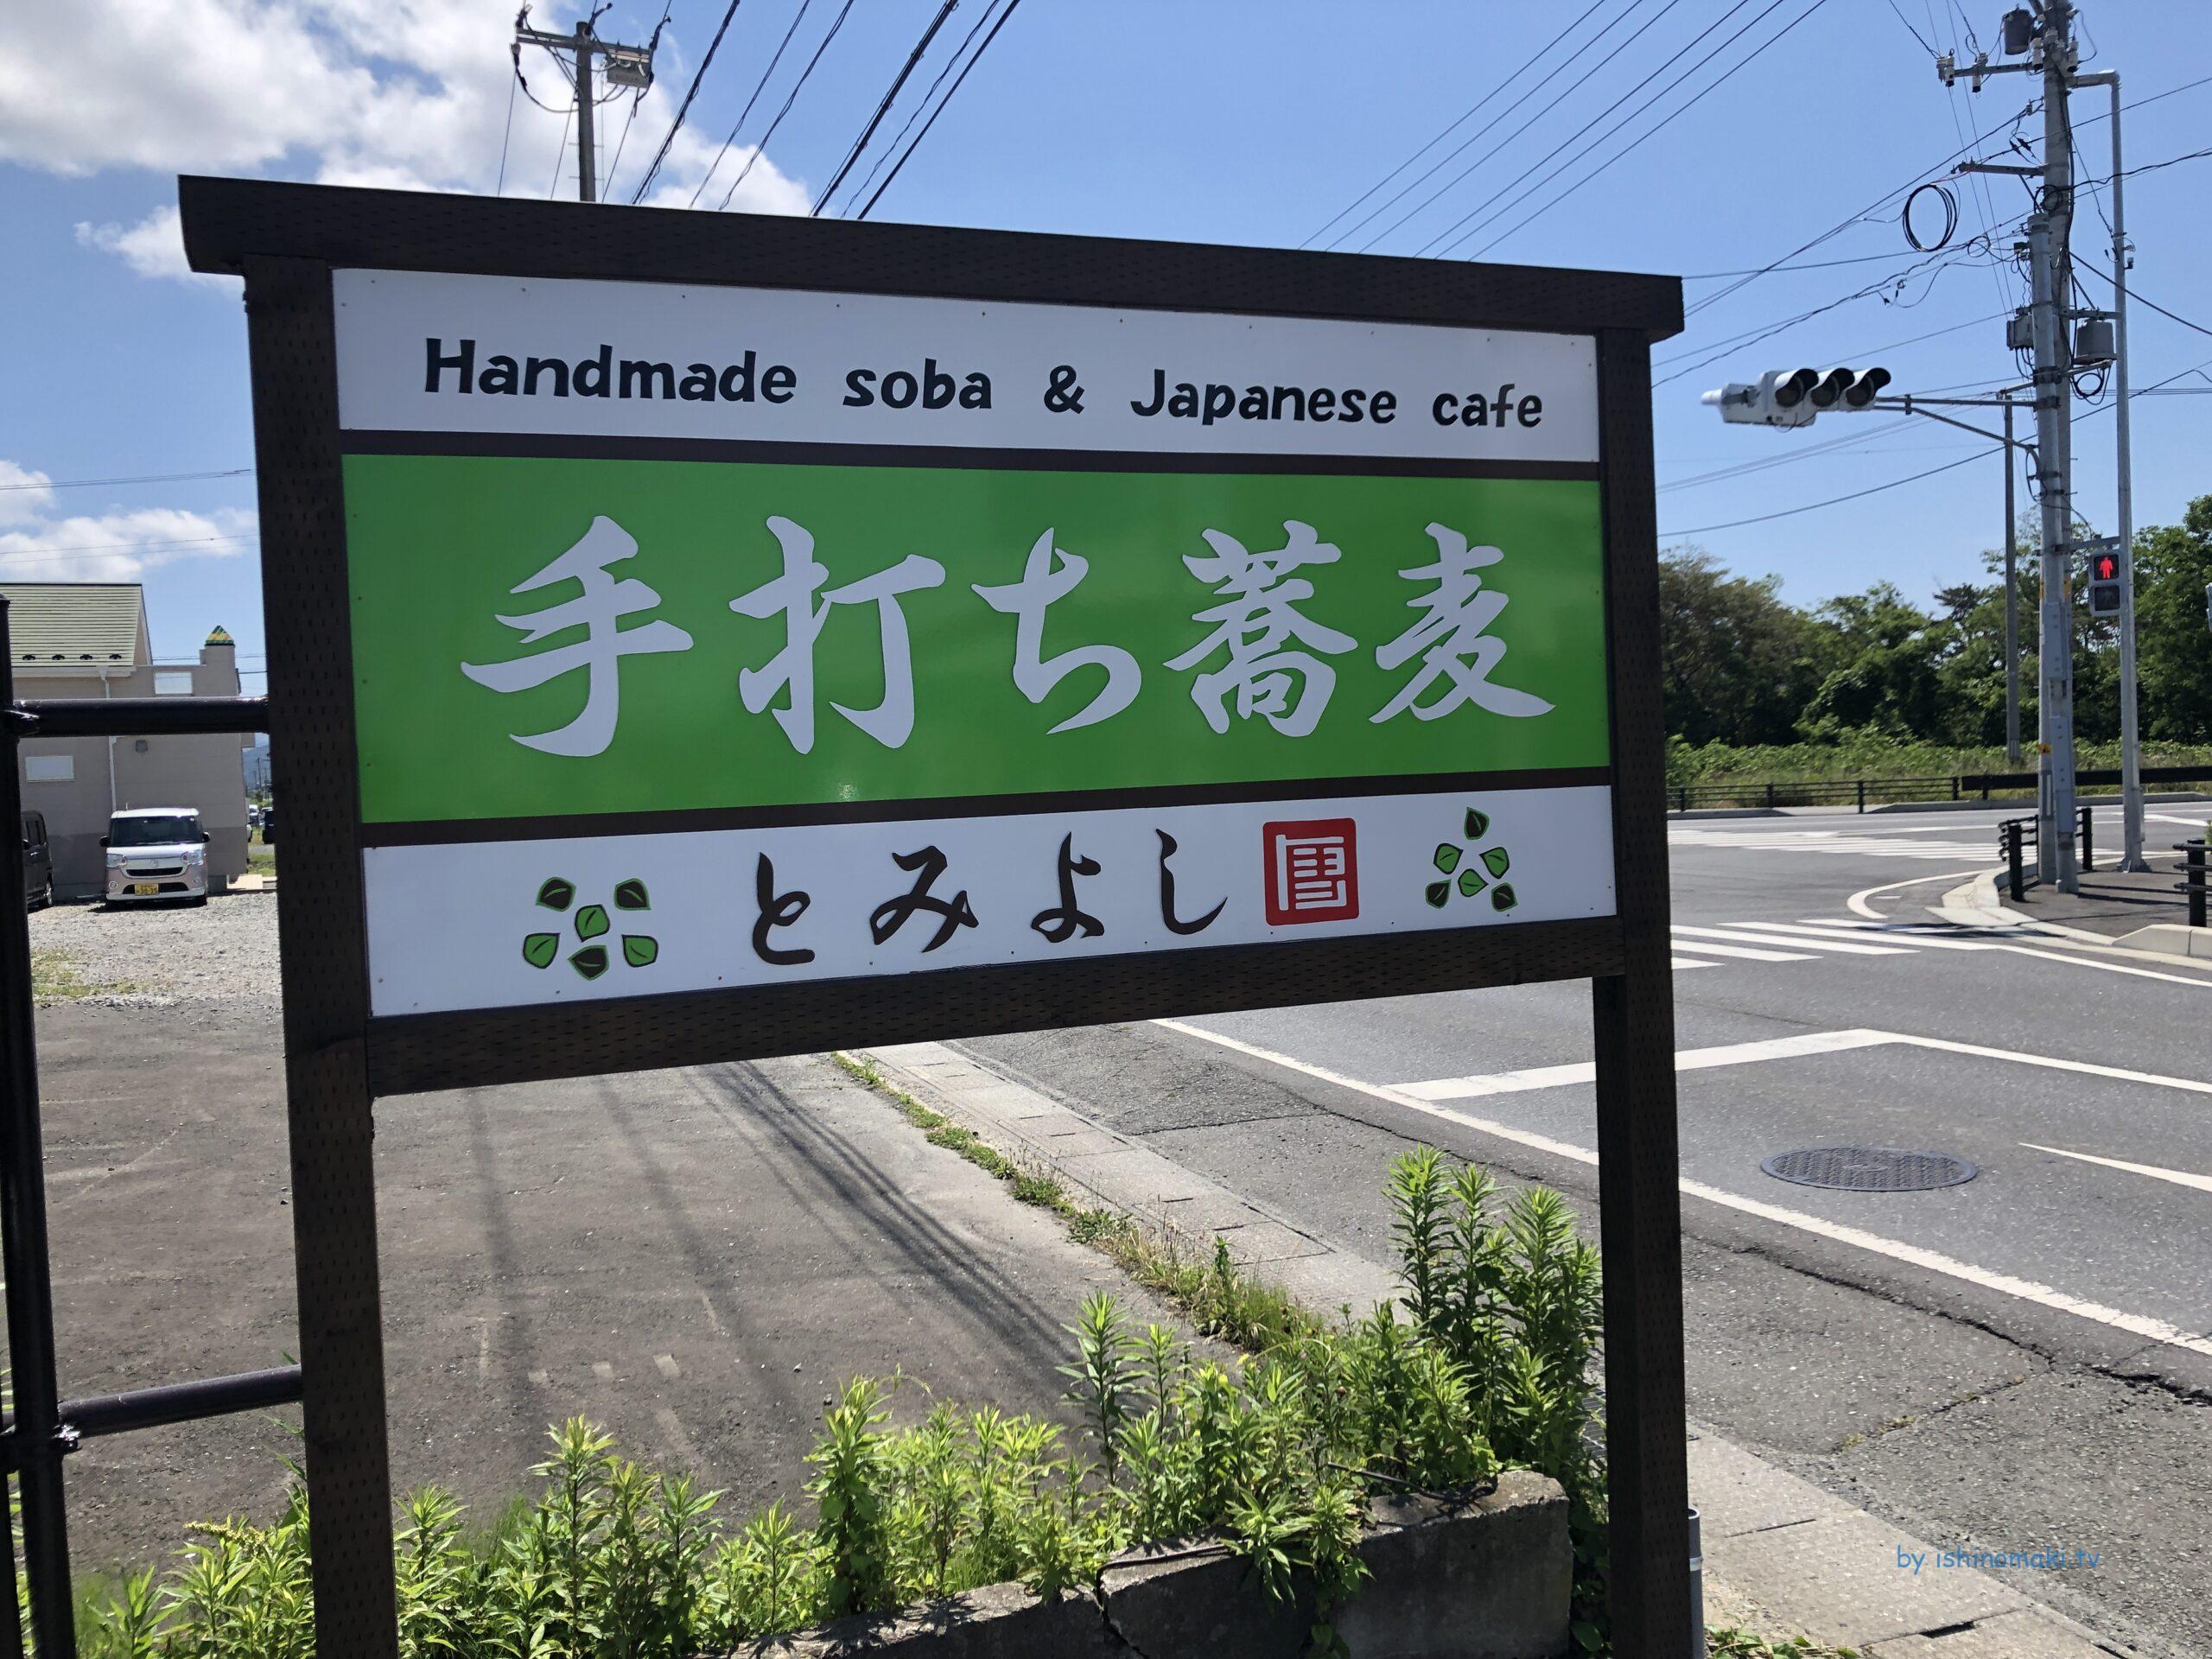 Handmade soba & Japanese cafe
手打ち蕎麦
とみよし
by ishinomaki.tv